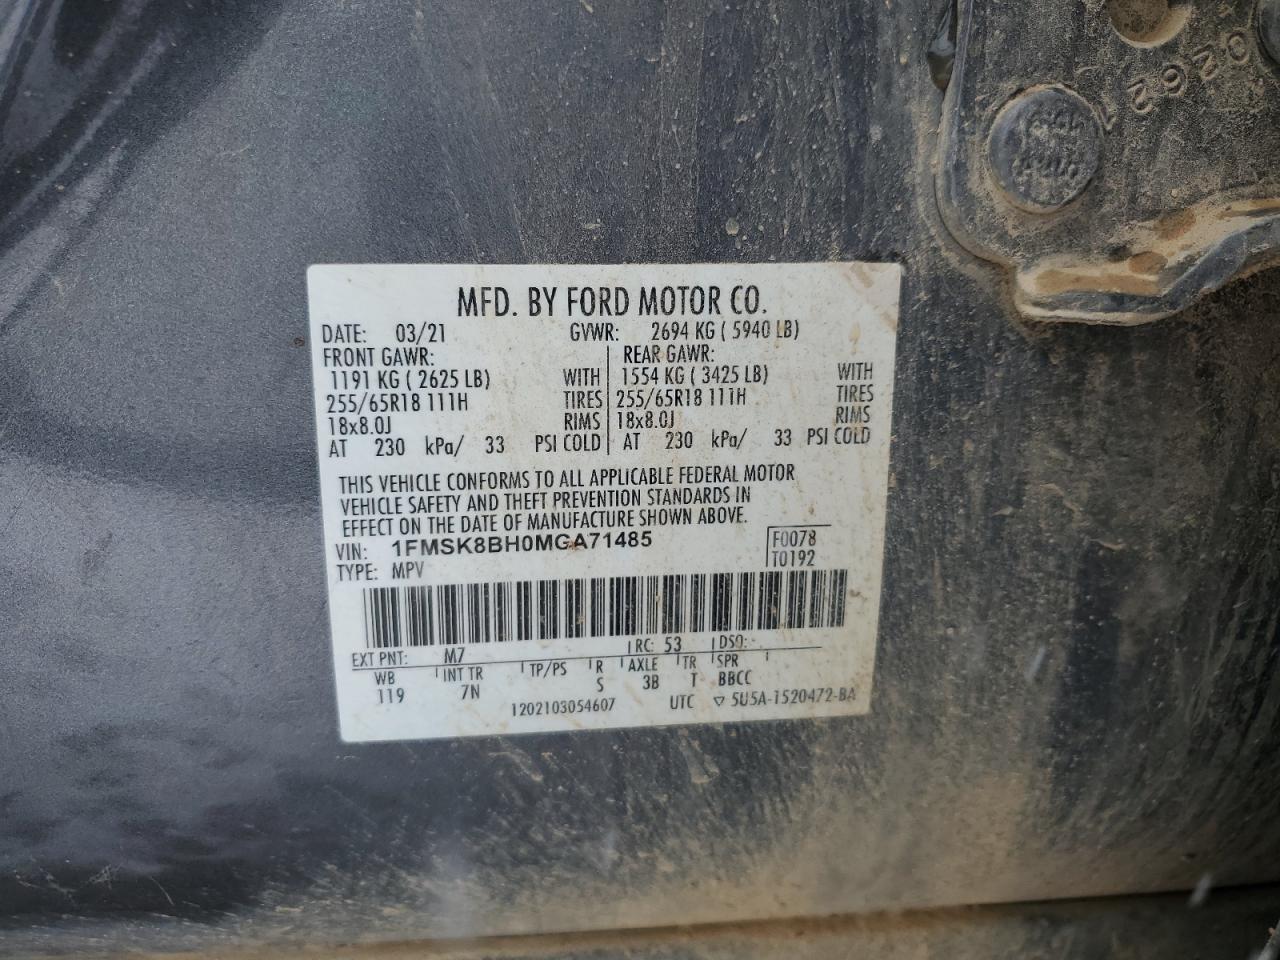 0262
MFD. BY FORD MOTOR CO.
DATE: 03/21 GVWR: 2694 KG ( 5940 LB)
FRONT GAWR: REAR GAWR:
1191 KG ( 2625 LB) WITH 1554 KG ( 3425 LB) WITH
255/65R18 111H TIRES 255/65R18 111H TIRES
18x8.0J RIMS 18x8.0J RIMS
AT 230 kPa/ 33 PSI COLD AT 230 kPa/ 33 PSI COLD
THIS VEHICLE CONFORMS TO ALL APPLICABLE FEDERAL MOTOR
VEHICLE SAFETY AND THEFT PREVENTION STANDARDS IN
EFFECT ON THE DATE OF MANUFACTURE SHOWN ABOVE.
VIN: 1FMSK8BH0MGA71485 F0078
TYPE: MPV T0192
EXT PNT: M7 RC: 53 DSO:
WB INT TR TP/PS R AXLE TR SPR
119 7N S 3B T BBCC
1202103054607 UTC ▽ 5U5A-1520472-BA